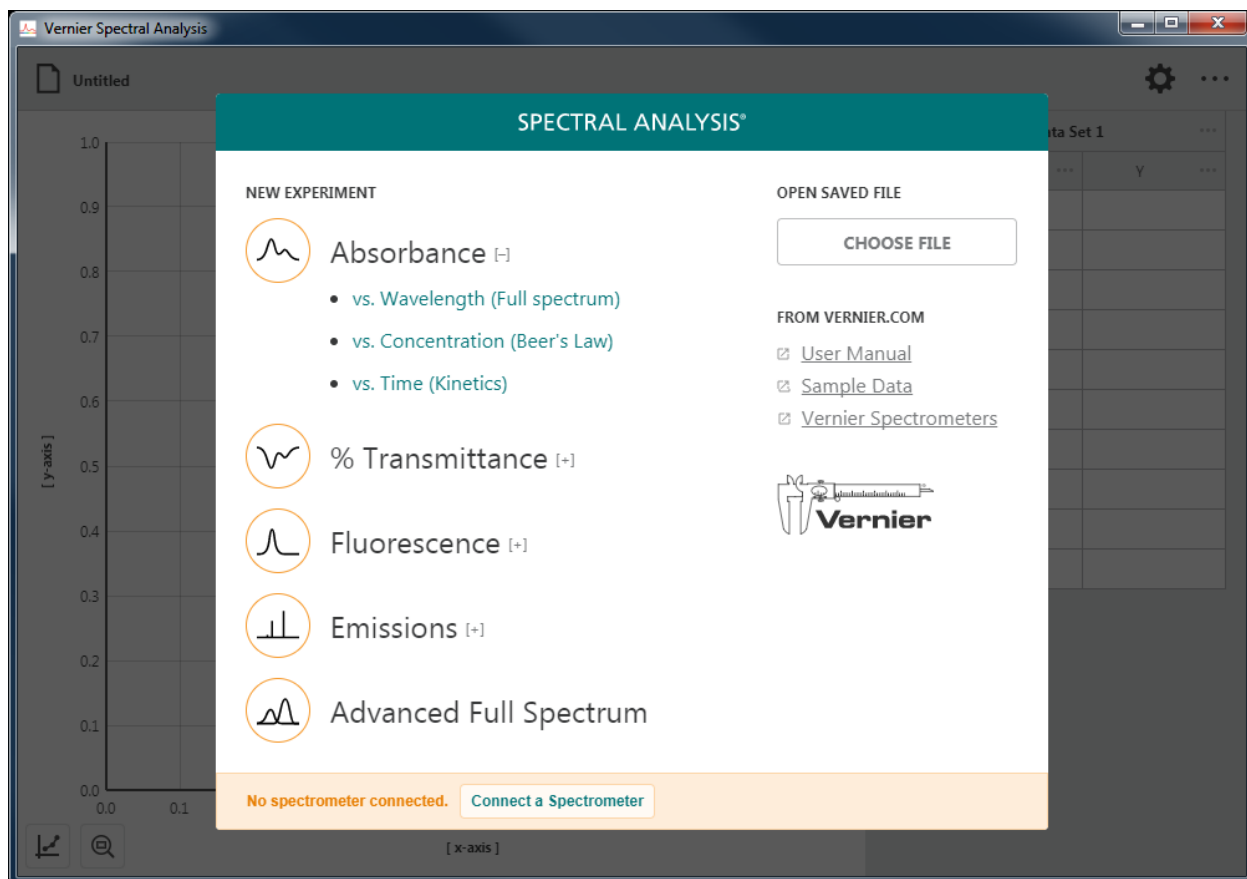 Vernier Spectral Analysis
Untitled
SPECTRAL ANALYSIS®
NEW EXPERIMENT
Absorbance [–]
• vs. Wavelength (Full spectrum)
• vs. Concentration (Beer's Law)
• vs. Time (Kinetics)
% Transmittance [+]
Fluorescence [+]
Emissions [+]
Advanced Full Spectrum
OPEN SAVED FILE
CHOOSE FILE
FROM VERNIER.COM
User Manual
Sample Data
Vernier Spectrometers
Vernier
No spectrometer connected. Connect a Spectrometer
Set 1
Y
[ y-axis ]
1.0
0.9
0.8
0.7
0.6
0.5
0.4
0.3
0.2
0.1
0.0
0.0 0.1
[ x-axis ]